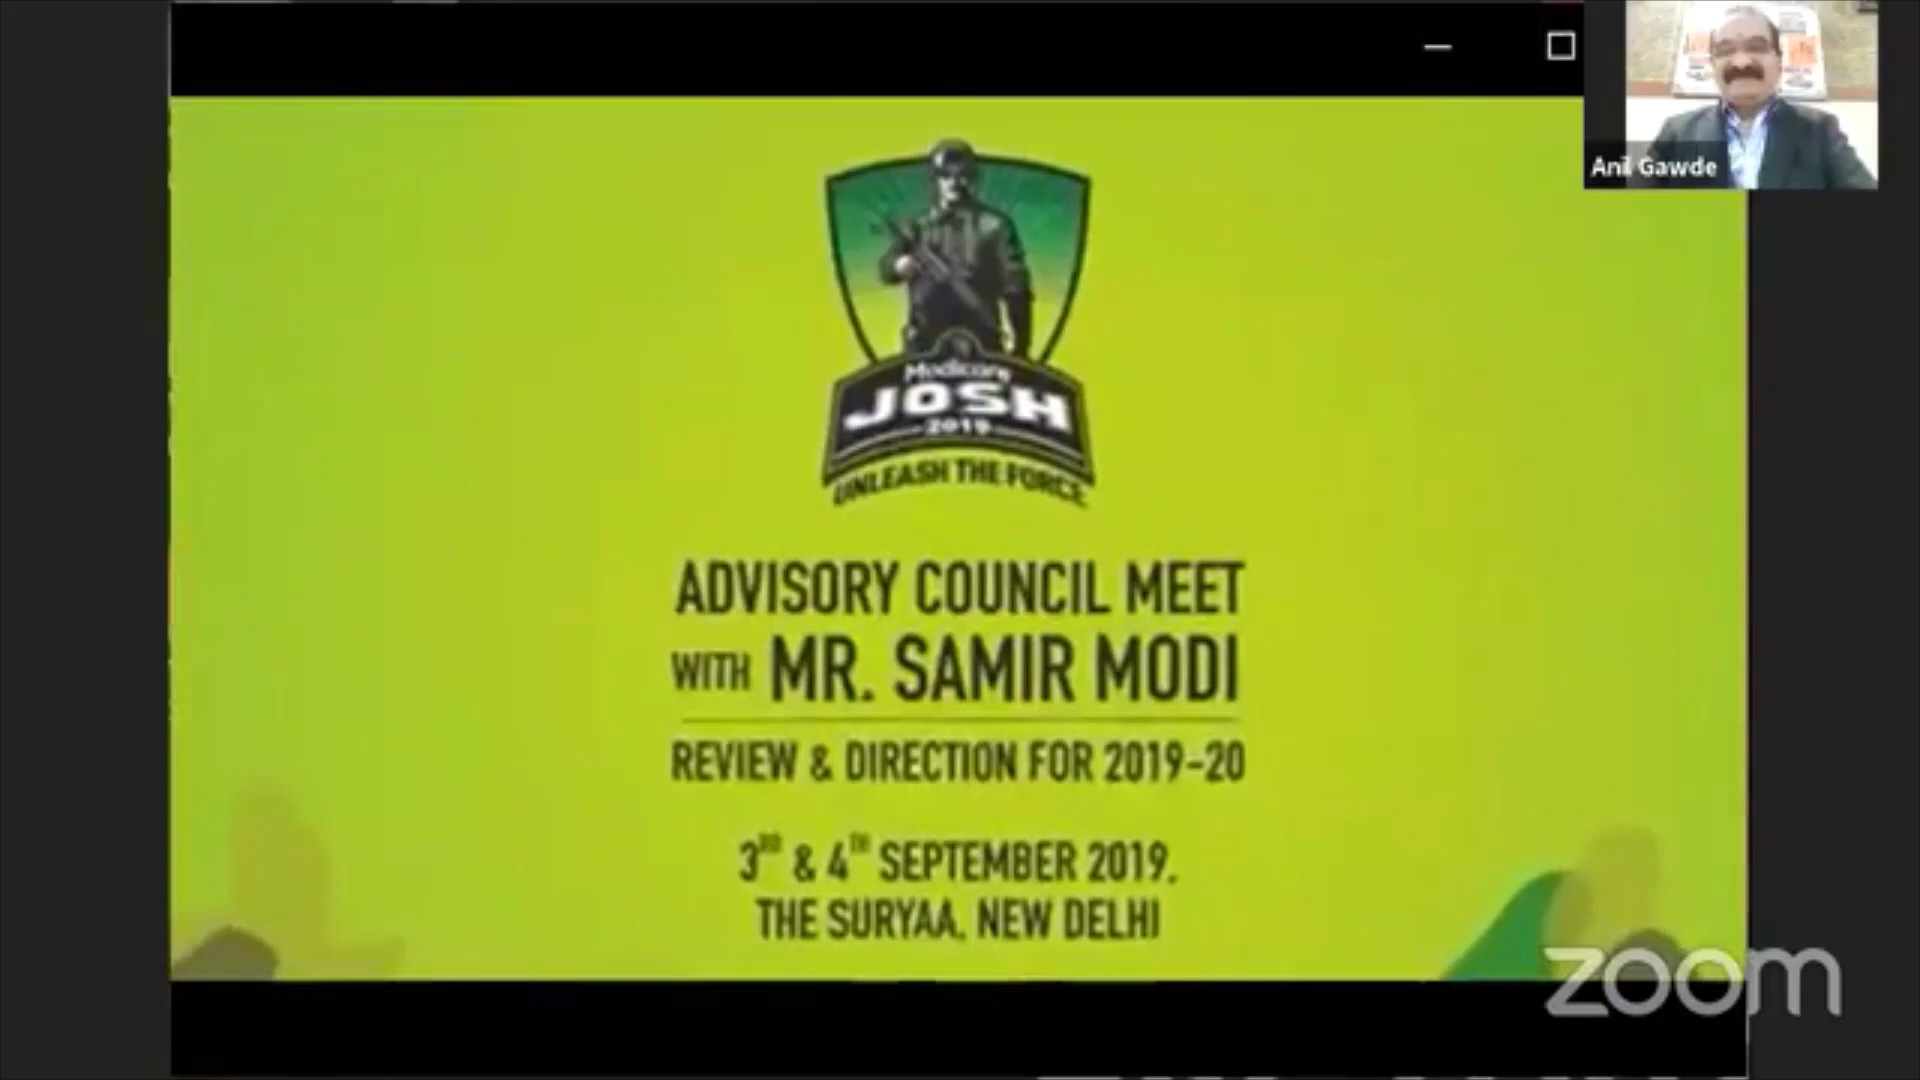 Anil Gawde
Modicare
JOSH
2019
UNLEASH THE FORCE
ADVISORY COUNCIL MEET
WITH MR. SAMIR MODI
REVIEW & DIRECTION FOR 2019-20
3RD & 4TH SEPTEMBER 2019.
THE SURYAA, NEW DELHI
zoom